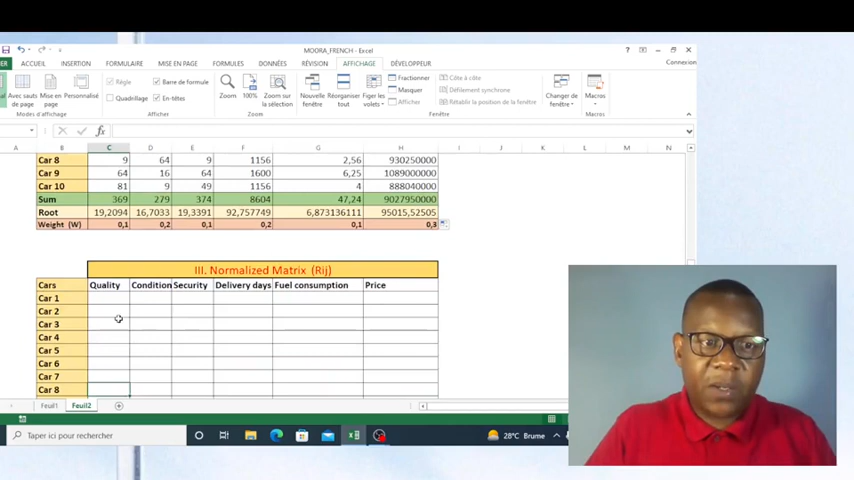 MOORA_FRENCH - Excel
ACCUEIL INSERTION FORMULAIRE MISE EN PAGE FORMULES DONNÉES RÉVISION AFFICHAGE DÉVELOPPEUR
Connexion
Avec sauts de page
Mise en page
Personnalisé
Règle
Barre de formule
Quadrillage
En-têtes
Modes d'affichage
Afficher
Zoom
100%
Zoom sur la sélection
Zoom
Nouvelle fenêtre
Réorganiser tout
Figer les volets
Fractionner
Masquer
Afficher
Côte à côte
Défilement synchrone
Rétablir la position de la fenêtre
Fenêtre
Changer de fenêtre
Macros
Macros
fx
A B C D E F G H I J K L M N
Car 8 9 64 9 1156 2,56 930250000
Car 9 64 16 64 1600 6,25 1089000000
Car 10 81 9 49 1156 4 888040000
Sum 369 279 374 8604 47,24 9027950000
Root 19,2094 16,7033 19,3391 92,757749 6,873136111 95015,52505
Weight (W) 0,1 0,2 0,1 0,2 0,1 0,3
III. Normalized Matrix (Rij)
Cars Quality Condition Security Delivery days Fuel consumption Price
Car 1
Car 2
Car 3
Car 4
Car 5
Car 6
Car 7
Car 8
Feuil1 Feuil2
Taper ici pour rechercher
28°C Brume